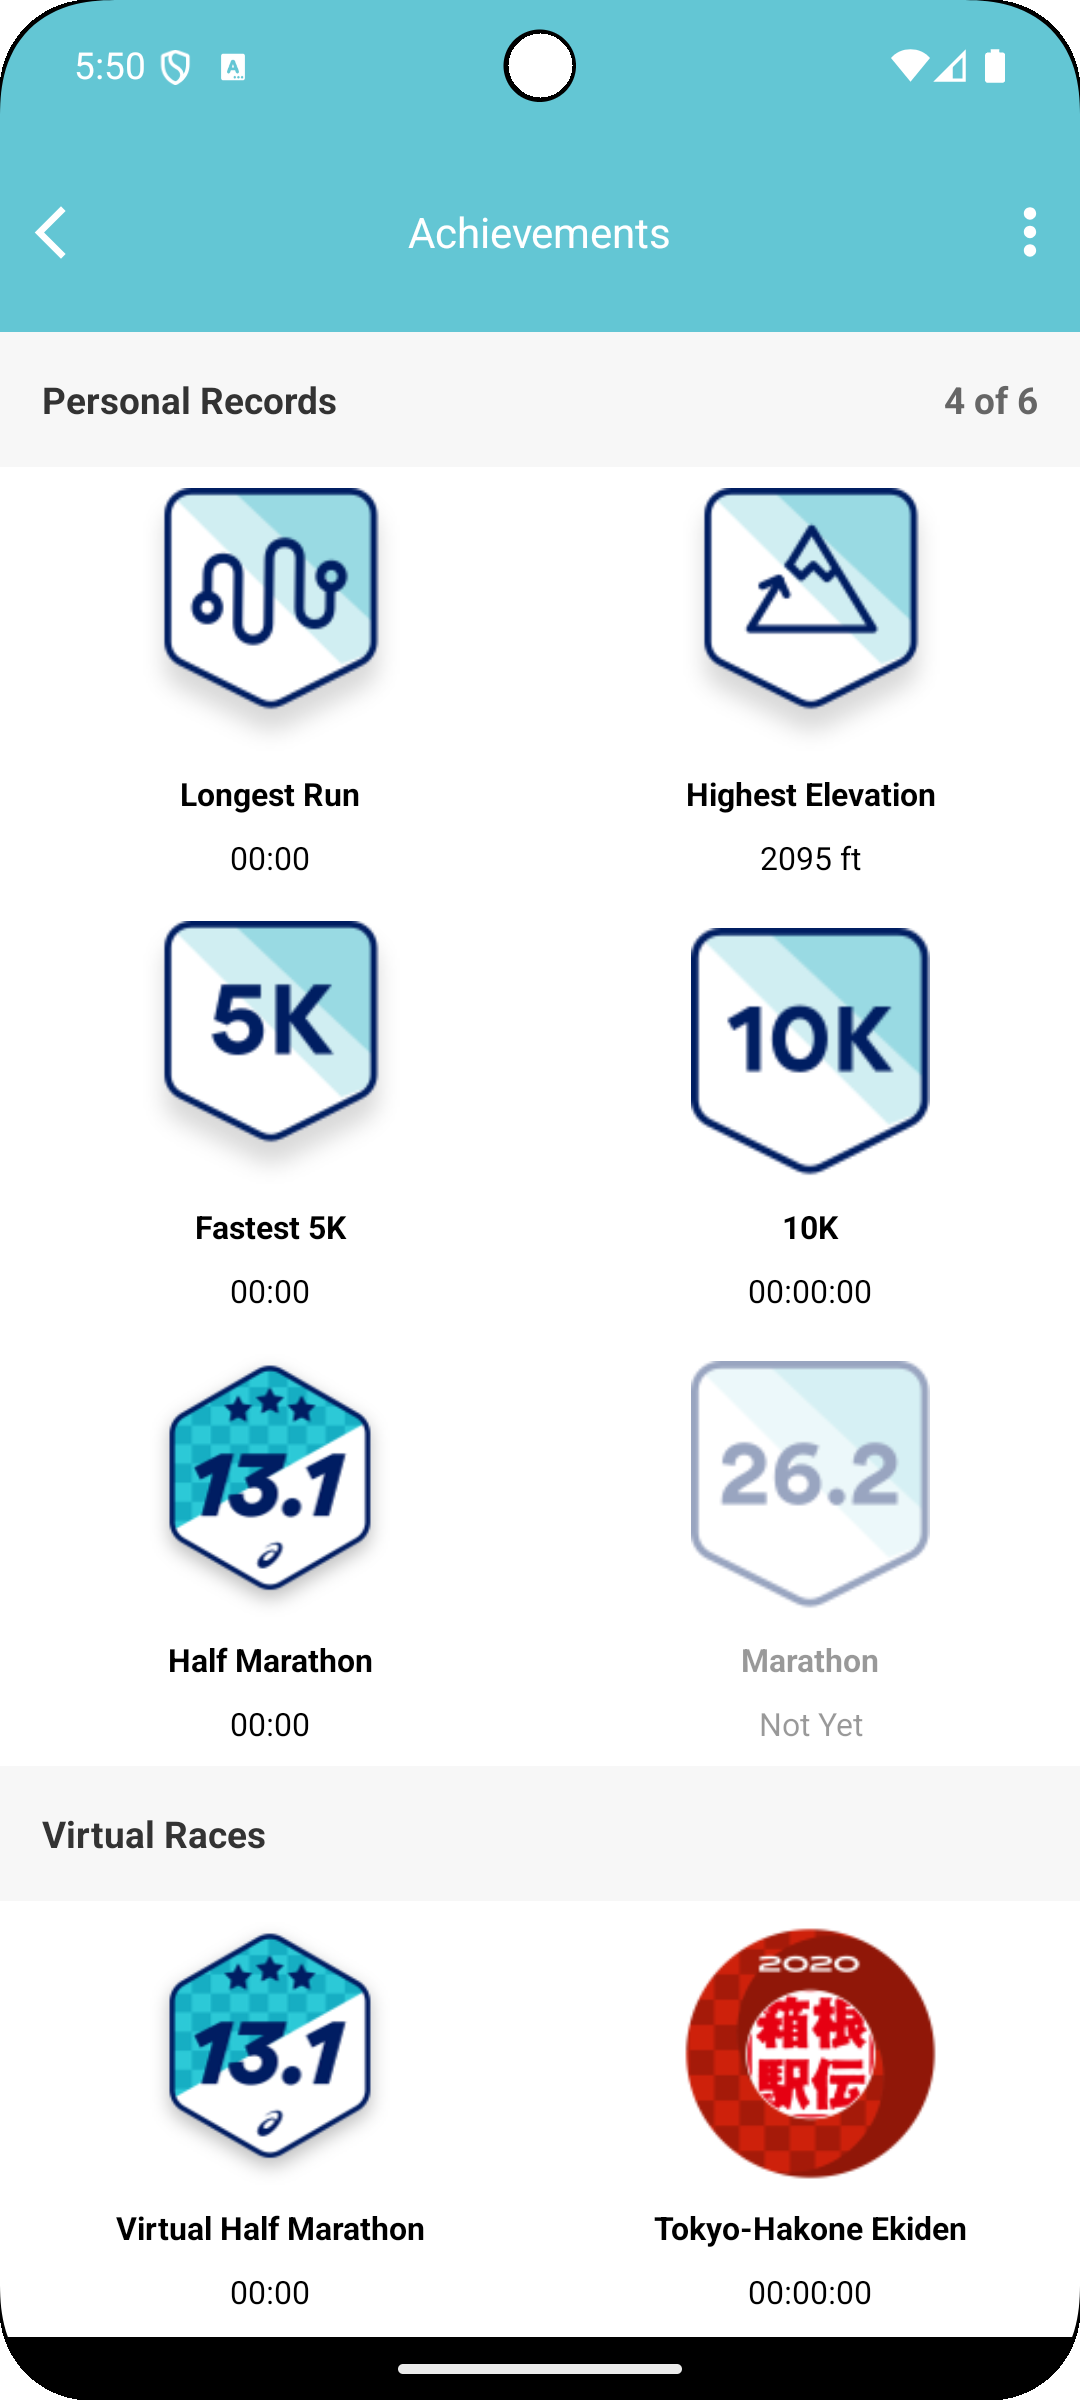 5:50
Achievements
Personal Records
4 of 6
Longest Run
00:00
Highest Elevation
2095 ft
5K
Fastest 5K
00:00
10K
10K
00:00:00
13.1
Half Marathon
00:00
26.2
Marathon
Not Yet
Virtual Races
13.1
Virtual Half Marathon
00:00
2020
箱根
駅伝
Tokyo-Hakone Ekiden
00:00:00